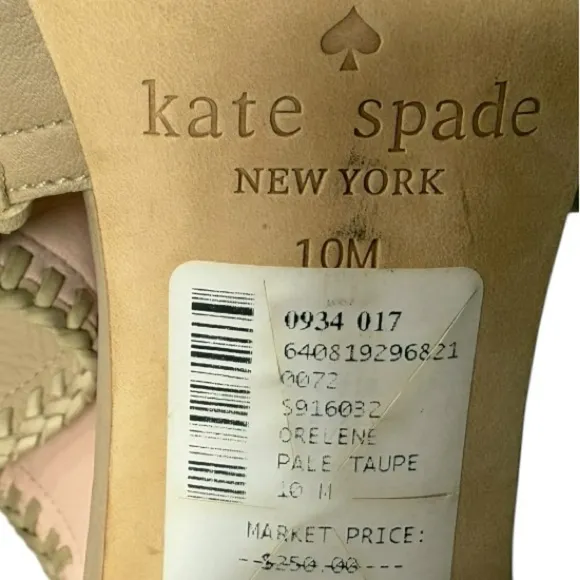 kate spade
NEW YORK
10M
0934 017
640819296821
0072
S916032
ORELENE
PALE TAUPE
10 M
MARKET PRICE:
--$250.00---